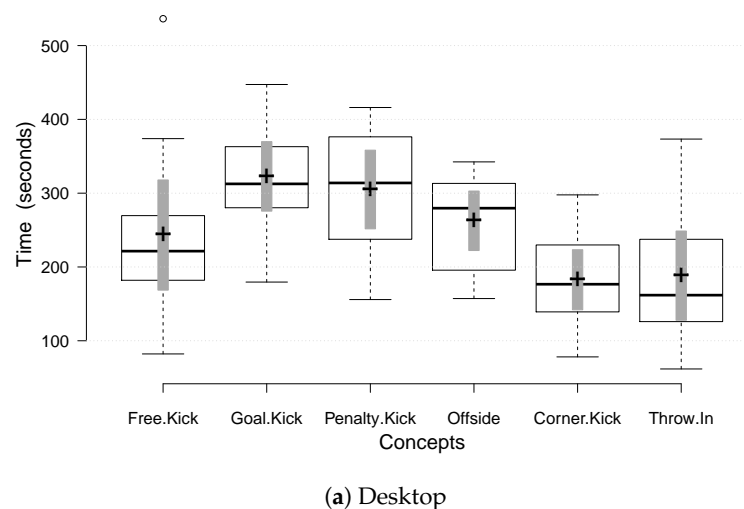 500
400
300
200
100
Time (seconds)
Free.Kick Goal.Kick Penalty.Kick Offside Corner.Kick Throw.In
Concepts
(a) Desktop